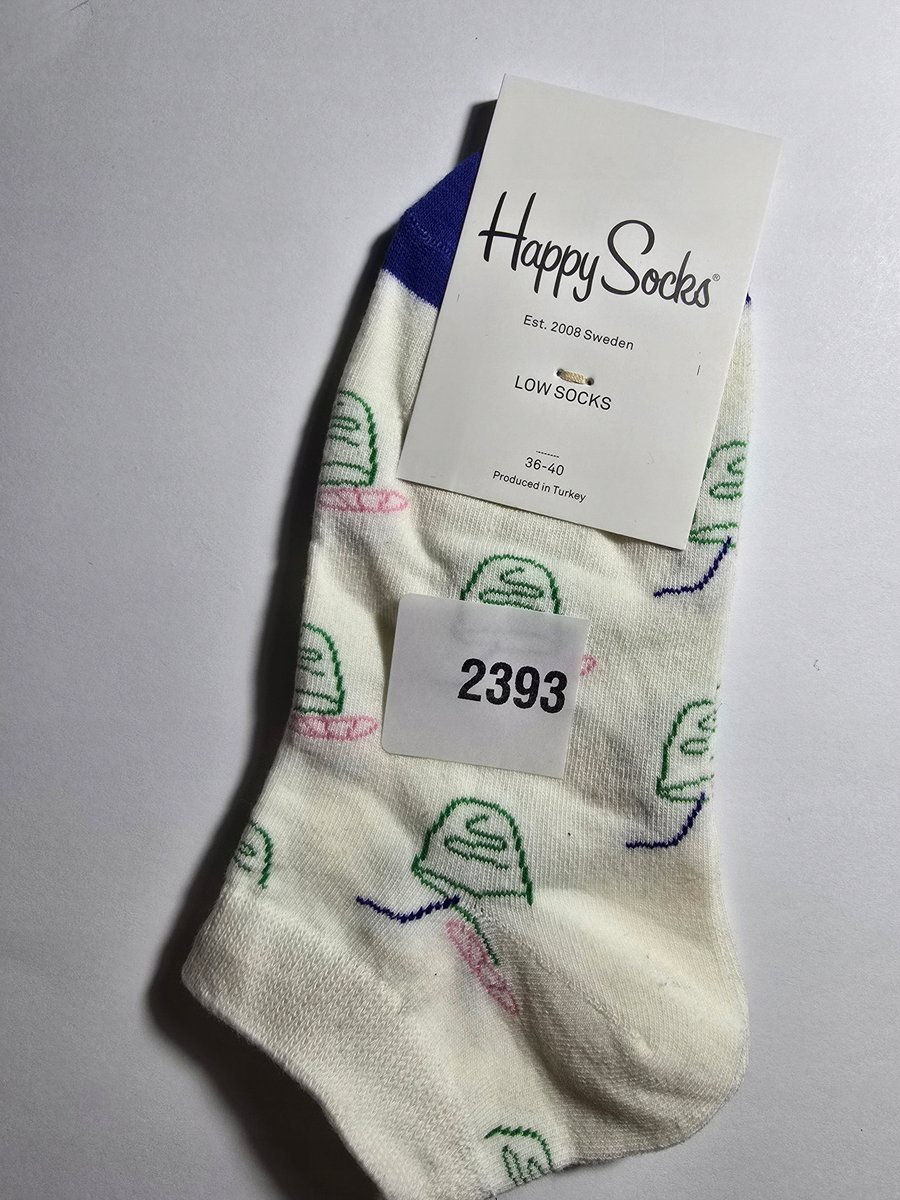 Happy Socks®
Est. 2008 Sweden
LOW SOCKS
36-40
Produced in Turkey
2393